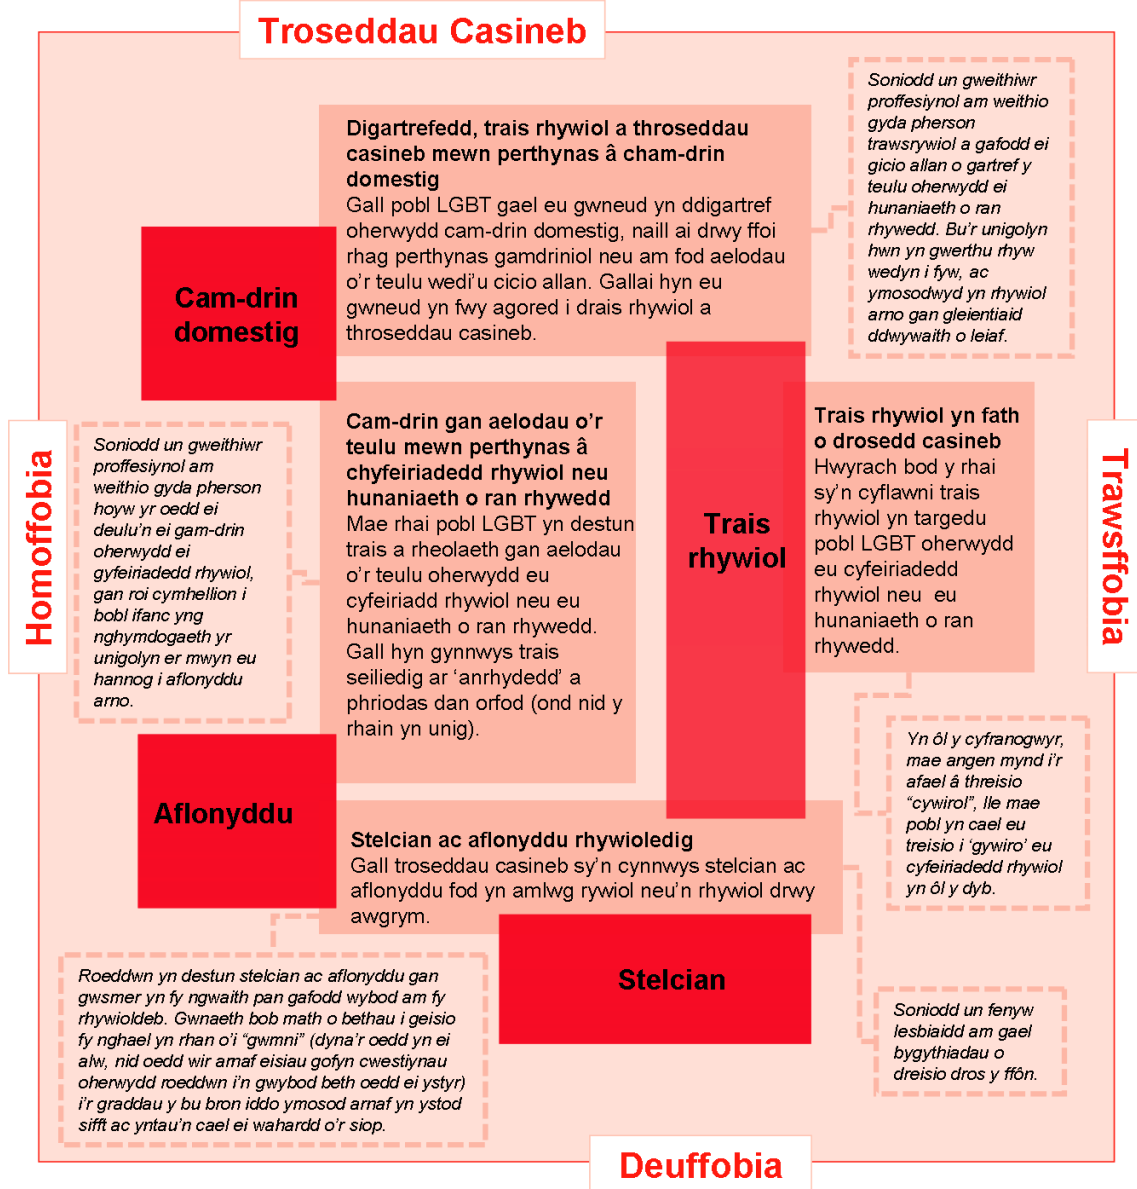 Troseddau Casineb
Soniodd un gweithiwr
proffesiynol am weithio
gyda pherson
trawsrywiol a gafodd ei
gicio allan o gartref y
teulu oherwydd ei
hunaniaeth o ran
rhywedd. Bu’r unigolyn
hwn yn gwerthu rhyw
wedyn i fyw, ac
ymosodwyd yn rhywiol
arno gan gleientiaid
ddwywaith o leiaf.
Digartrefedd, trais rhywiol a throseddau
casineb mewn perthynas â cham-drin
domestig
Gall pobl LGBT gael eu gwneud yn ddigartref
oherwydd cam-drin domestig, naill ai drwy ffoi
rhag perthynas gamdriniol neu am fod aelodau
o’r teulu wedi’u cicio allan. Gallai hyn eu
gwneud yn fwy agored i drais rhywiol a
throseddau casineb.
Cam-drin
domestig
Homoffobia
Soniodd un gweithiwr
proffesiynol am
weithio gyda pherson
hoyw yr oedd ei
deulu’n ei gam-drin
oherwydd ei
gyfeiriadedd rhywiol,
gan roi cymhellion i
bobl ifanc yng
nghymdogaeth yr
unigolyn er mwyn eu
hannog i aflonyddu
arno.
Cam-drin gan aelodau o’r
teulu mewn perthynas â
chyfeiriadedd rhywiol neu
hunaniaeth o ran rhywedd
Mae rhai pobl LGBT yn destun
trais a rheolaeth gan aelodau
o’r teulu oherwydd eu
cyfeiriadd rhywiol neu eu
hunaniaeth o ran rhywedd.
Gall hyn gynnwys trais
seiliedig ar ‘anrhydedd’ a
phriodas dan orfod (ond nid y
rhain yn unig).
Trais
rhywiol
Trais rhywiol yn fath
o drosedd casineb
Hwyrach bod y rhai
sy’n cyflawni trais
rhywiol yn targedu
pobl LGBT oherwydd
eu cyfeiriadedd
rhywiol neu eu
hunaniaeth o ran
rhywedd.
Trawsffobia
Yn ôl y cyfranogwyr,
mae angen mynd i’r
afael â threisio
“cywirol”, lle mae
pobl yn cael eu
treisio i ‘gywiro’ eu
cyfeiriadedd rhywiol
yn ôl y dyb.
Aflonyddu
Stelcian ac aflonyddu rhywioledig
Gall troseddau casineb sy’n cynnwys stelcian ac
aflonyddu fod yn amlwg rywiol neu’n rhywiol drwy
awgrym.
Stelcian
Roeddwn yn destun stelcian ac aflonyddu gan
gwsmer yn fy ngwaith pan gafodd wybod am fy
rhywioldeb. Gwnaeth bob math o bethau i geisio
fy nghael yn rhan o’i “gwmni” (dyna’r oedd yn ei
alw, nid oedd wir arnaf eisiau gofyn cwestiynau
oherwydd roeddwn i’n gwybod beth oedd ei ystyr)
i’r graddau y bu bron iddo ymosod arnaf yn ystod
sifft ac yntau’n cael ei wahardd o’r siop.
Soniodd un fenyw
lesbiaidd am gael
bygythiadau o
dreisio dros y ffôn.
Deuffobia